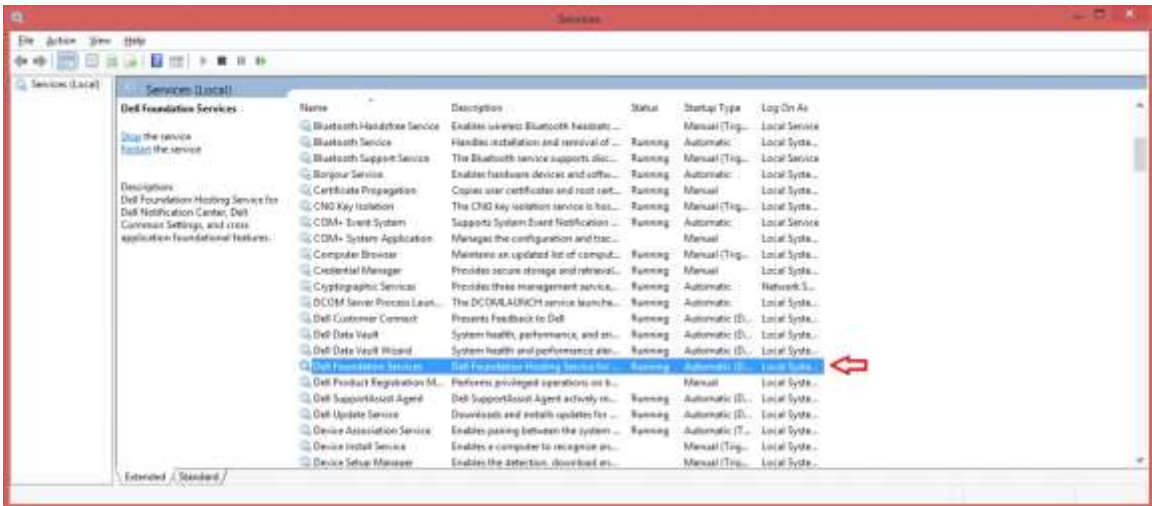 Services
File Action View Help
Services (Local)
Services (Local)
Dell Foundation Services
Stop the service
Restart the service
Description:
Dell Foundation Hosting Service for
Dell Notification Center, Dell
Common Settings, and cross
application foundational features.
Name Description Status Startup Type Log On As
Bluetooth Handsfree Service Enables wireless Bluetooth headsets ... Manual (Trig... Local Service
Bluetooth Service Handles installation and removal of ... Running Automatic Local Syste...
Bluetooth Support Service The Bluetooth service supports disc... Running Manual (Trig... Local Service
Bonjour Service Enables hardware devices and softw... Running Automatic Local Syste...
Certificate Propagation Copies user certificates and root cert... Running Manual Local Syste...
CNG Key Isolation The CNG key isolation service is hos... Running Manual (Trig... Local Syste...
COM+ Event System Supports System Event Notification ... Running Automatic Local Service
COM+ System Application Manages the configuration and trac... Manual Local Syste...
Computer Browser Maintains an updated list of comput... Running Manual (Trig... Local Syste...
Credential Manager Provides secure storage and retrieval... Running Manual Local Syste...
Cryptographic Services Provides three management service... Running Automatic Network S...
DCOM Server Process Laun... The DCOMLAUNCH service launche... Running Automatic Local Syste...
Dell Customer Connect Presents Feedback to Dell Running Automatic (D... Local Syste...
Dell Data Vault System health, performance, and en... Running Automatic (D... Local Syste...
Dell Data Vault Wizard System health and performance aler... Running Automatic (D... Local Syste...
Dell Foundation Services Dell Foundation Hosting Service for ... Running Automatic (D... Local Syste...
Dell Product Registration M... Performs privileged operations on b... Manual Local Syste...
Dell SupportAssist Agent Dell SupportAssist Agent actively m... Running Automatic (D... Local Syste...
Dell Update Service Downloads and installs updates for ... Running Automatic (D... Local Syste...
Device Association Service Enables pairing between the system ... Running Automatic (T... Local Syste...
Device Install Service Enables a computer to recognize an... Manual (Trig... Local Syste...
Device Setup Manager Enables the detection, download an... Manual (Trig... Local Syste...
Extended Standard